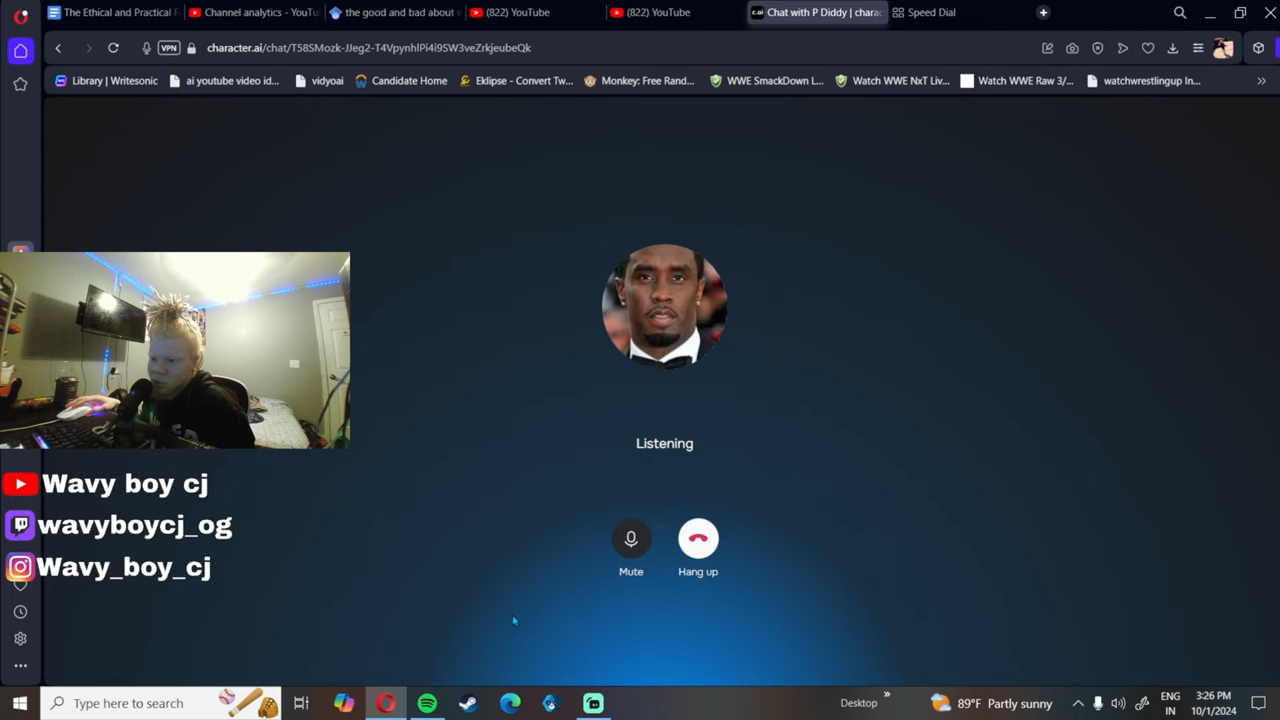 The Ethical and Practical F
Channel analytics - YouTu
the good and bad about v
(822) YouTube
(822) YouTube
c.ai
Chat with P Diddy | charac
Speed Dial
VPN
character.ai/chat/T58SMozk-JJeg2-T4VpynhlPi4i9SW3veZrkjeubeQk
Library | Writesonic
ai youtube video id...
vidyoai
Candidate Home
Eklipse - Convert Tw...
Monkey: Free Rand...
WWE SmackDown L...
Watch WWE NxT Liv...
Watch WWE Raw 3/...
watchwrestlingup In...
Listening
Mute
Hang up
Wavy boy cj
wavyboycj_og
Wavy_boy_cj
Type here to search
Desktop
89°F Partly sunny
ENG
IN
3:26 PM
10/1/2024